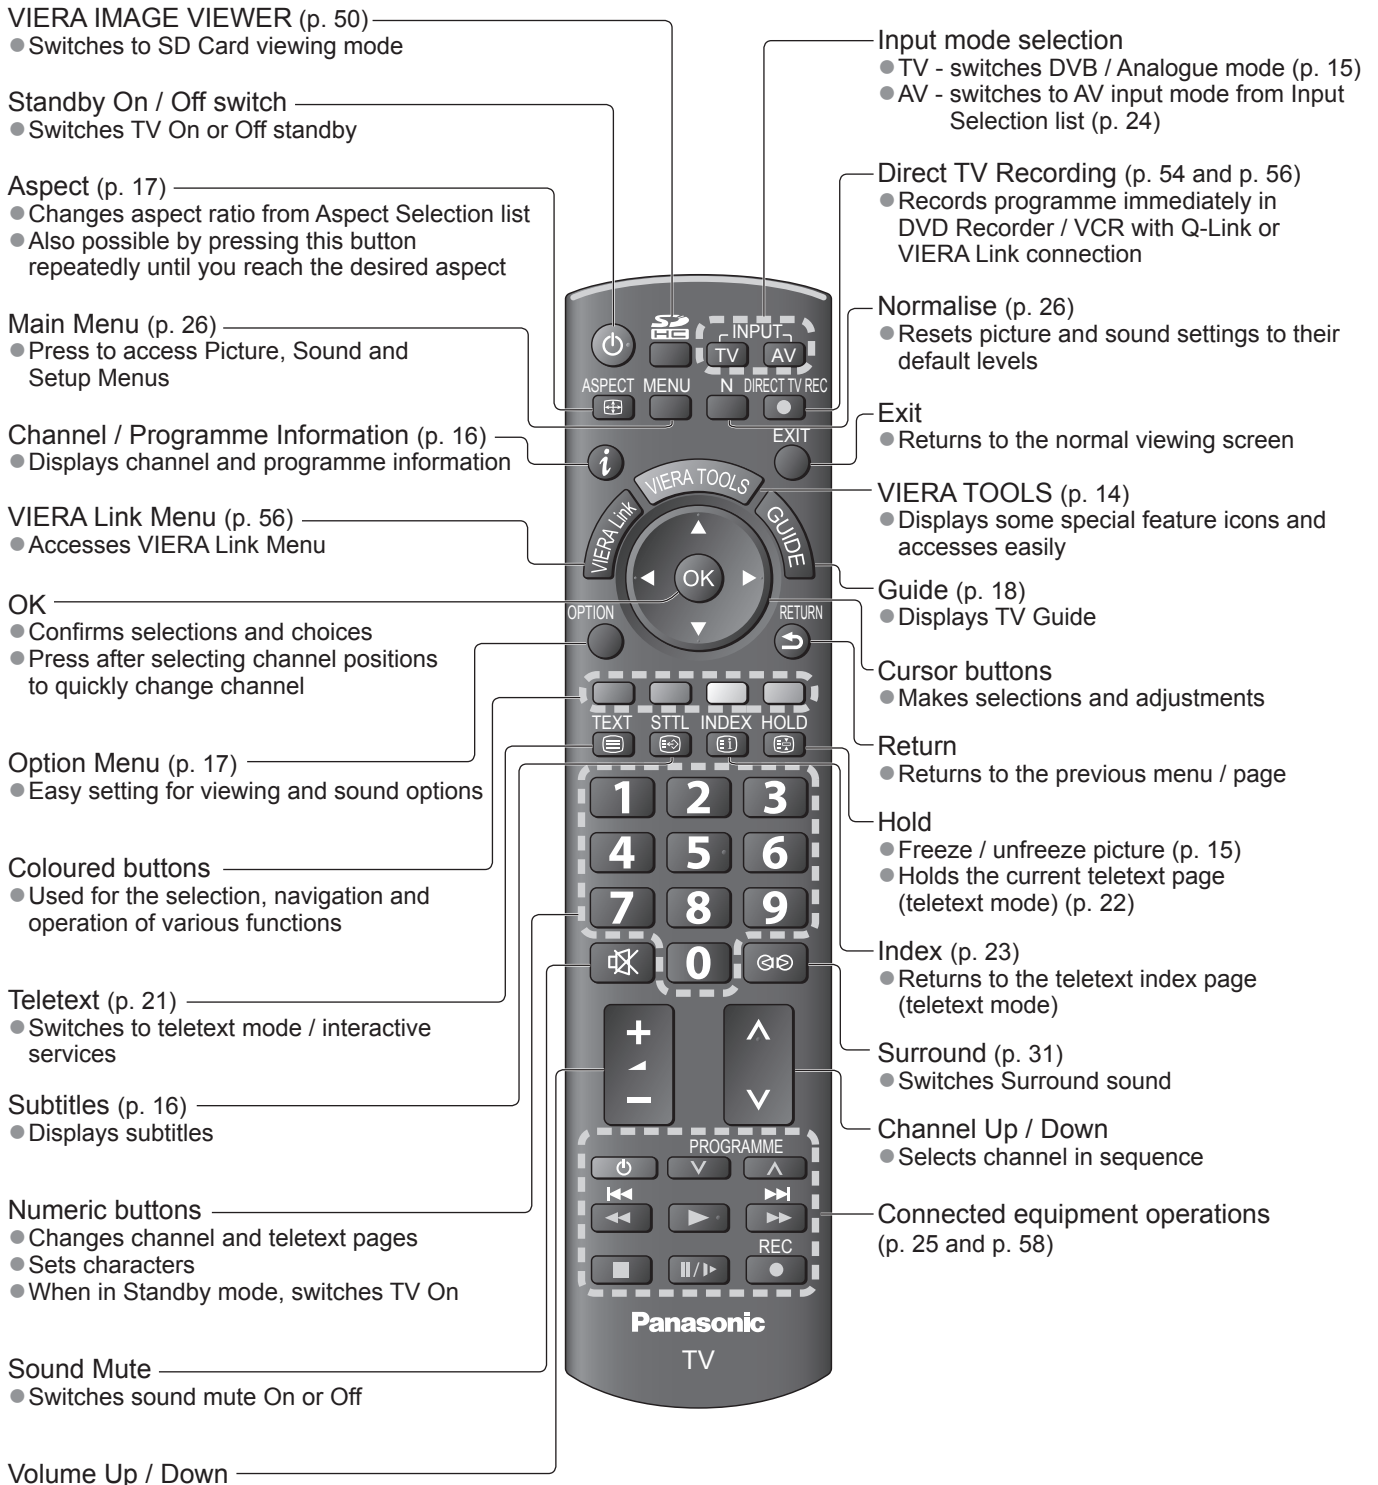 VIERA IMAGE VIEWER (p. 50)
●Switches to SD Card viewing mode
Standby On / Off switch
●Switches TV On or Off standby
Aspect (p. 17)
●Changes aspect ratio from Aspect Selection list
●Also possible by pressing this button
repeatedly until you reach the desired aspect
Main Menu (p. 26)
●Press to access Picture, Sound and
Setup Menus
Channel / Programme Information (p. 16)
●Displays channel and programme information
VIERA Link Menu (p. 56)
●Accesses VIERA Link Menu
OK
●Confirms selections and choices
●Press after selecting channel positions
to quickly change channel
Option Menu (p. 17)
●Easy setting for viewing and sound options
Coloured buttons
●Used for the selection, navigation and
operation of various functions
Teletext (p. 21)
●Switches to teletext mode / interactive
services
Subtitles (p. 16)
●Displays subtitles
Numeric buttons
●Changes channel and teletext pages
●Sets characters
●When in Standby mode, switches TV On
Sound Mute
●Switches sound mute On or Off
Volume Up / Down
SD
HC
INPUT
TV AV
ASPECT MENU N DIRECT TV REC
EXIT
i
VIERA TOOLS
VIERA Link
GUIDE
OK
OPTION RETURN
TEXT STTL INDEX HOLD
1 2 3
4 5 6
7 8 9
0
+
−
PROGRAMME
REC
Panasonic
TV
Input mode selection
●TV - switches DVB / Analogue mode (p. 15)
●AV - switches to AV input mode from Input
Selection list (p. 24)
Direct TV Recording (p. 54 and p. 56)
●Records programme immediately in
DVD Recorder / VCR with Q-Link or
VIERA Link connection
Normalise (p. 26)
●Resets picture and sound settings to their
default levels
Exit
●Returns to the normal viewing screen
VIERA TOOLS (p. 14)
●Displays some special feature icons and
accesses easily
Guide (p. 18)
●Displays TV Guide
Cursor buttons
●Makes selections and adjustments
Return
●Returns to the previous menu / page
Hold
●Freeze / unfreeze picture (p. 15)
●Holds the current teletext page
(teletext mode) (p. 22)
Index (p. 23)
●Returns to the teletext index page
(teletext mode)
Surround (p. 31)
●Switches Surround sound
Channel Up / Down
●Selects channel in sequence
Connected equipment operations
(p. 25 and p. 58)